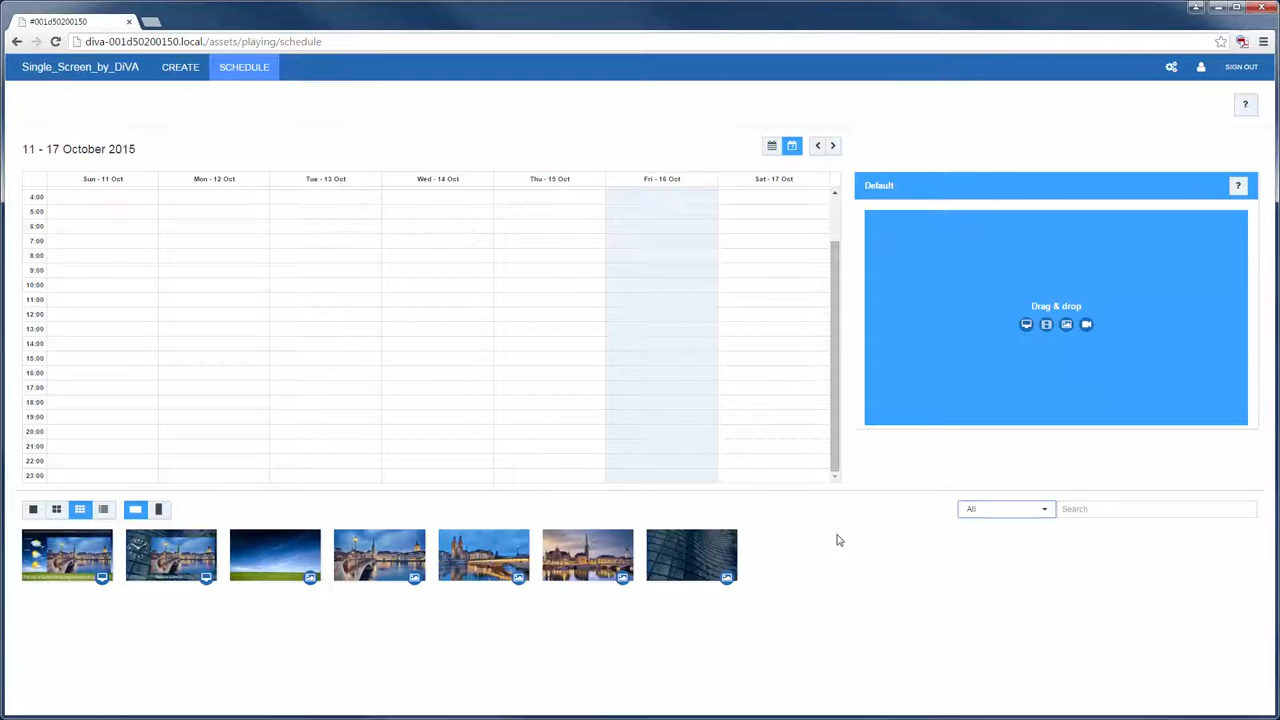 #001d50200150
diva-001d50200150.local./assets/playing/schedule
Single_Screen_by_DiVA CREATE SCHEDULE SIGN OUT
?
11 - 17 October 2015
Sun - 11 Oct Mon - 12 Oct Tue - 13 Oct Wed - 14 Oct Thu - 15 Oct Fri - 16 Oct Sat - 17 Oct
Default ?
4:00
5:00
6:00
7:00
8:00
9:00
10:00
11:00
12:00
13:00
14:00
15:00
16:00
17:00
18:00
19:00
20:00
21:00
22:00
23:00
Drag & drop
All Search